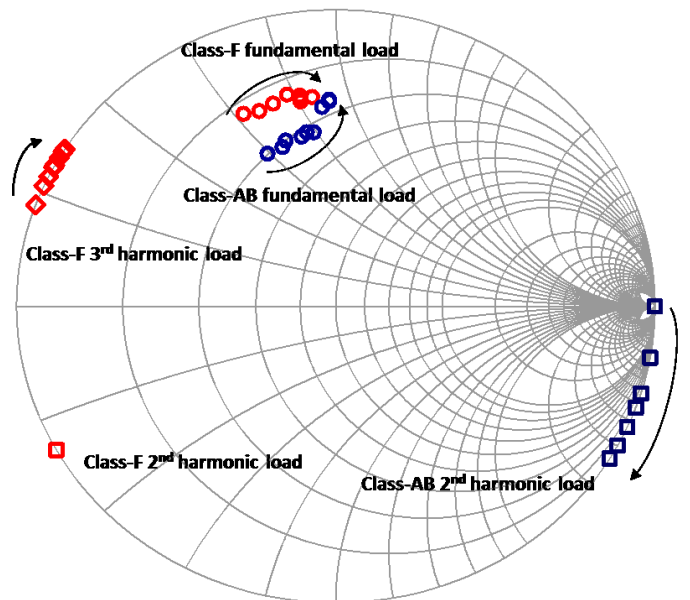 Class-F fundamental load
Class-AB fundamental load
Class-F 3rd harmonic load
Class-F 2nd harmonic load
Class-AB 2nd harmonic load